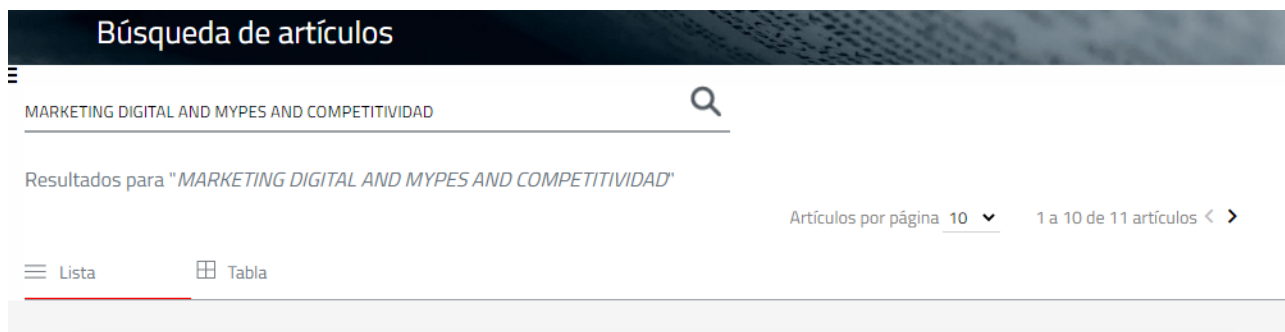 Búsqueda de artículos
MARKETING DIGITAL AND MYPES AND COMPETITIVIDAD
Resultados para "MARKETING DIGITAL AND MYPES AND COMPETITIVIDAD"
Artículos por página 10 1 a 10 de 11 artículos
Lista Tabla